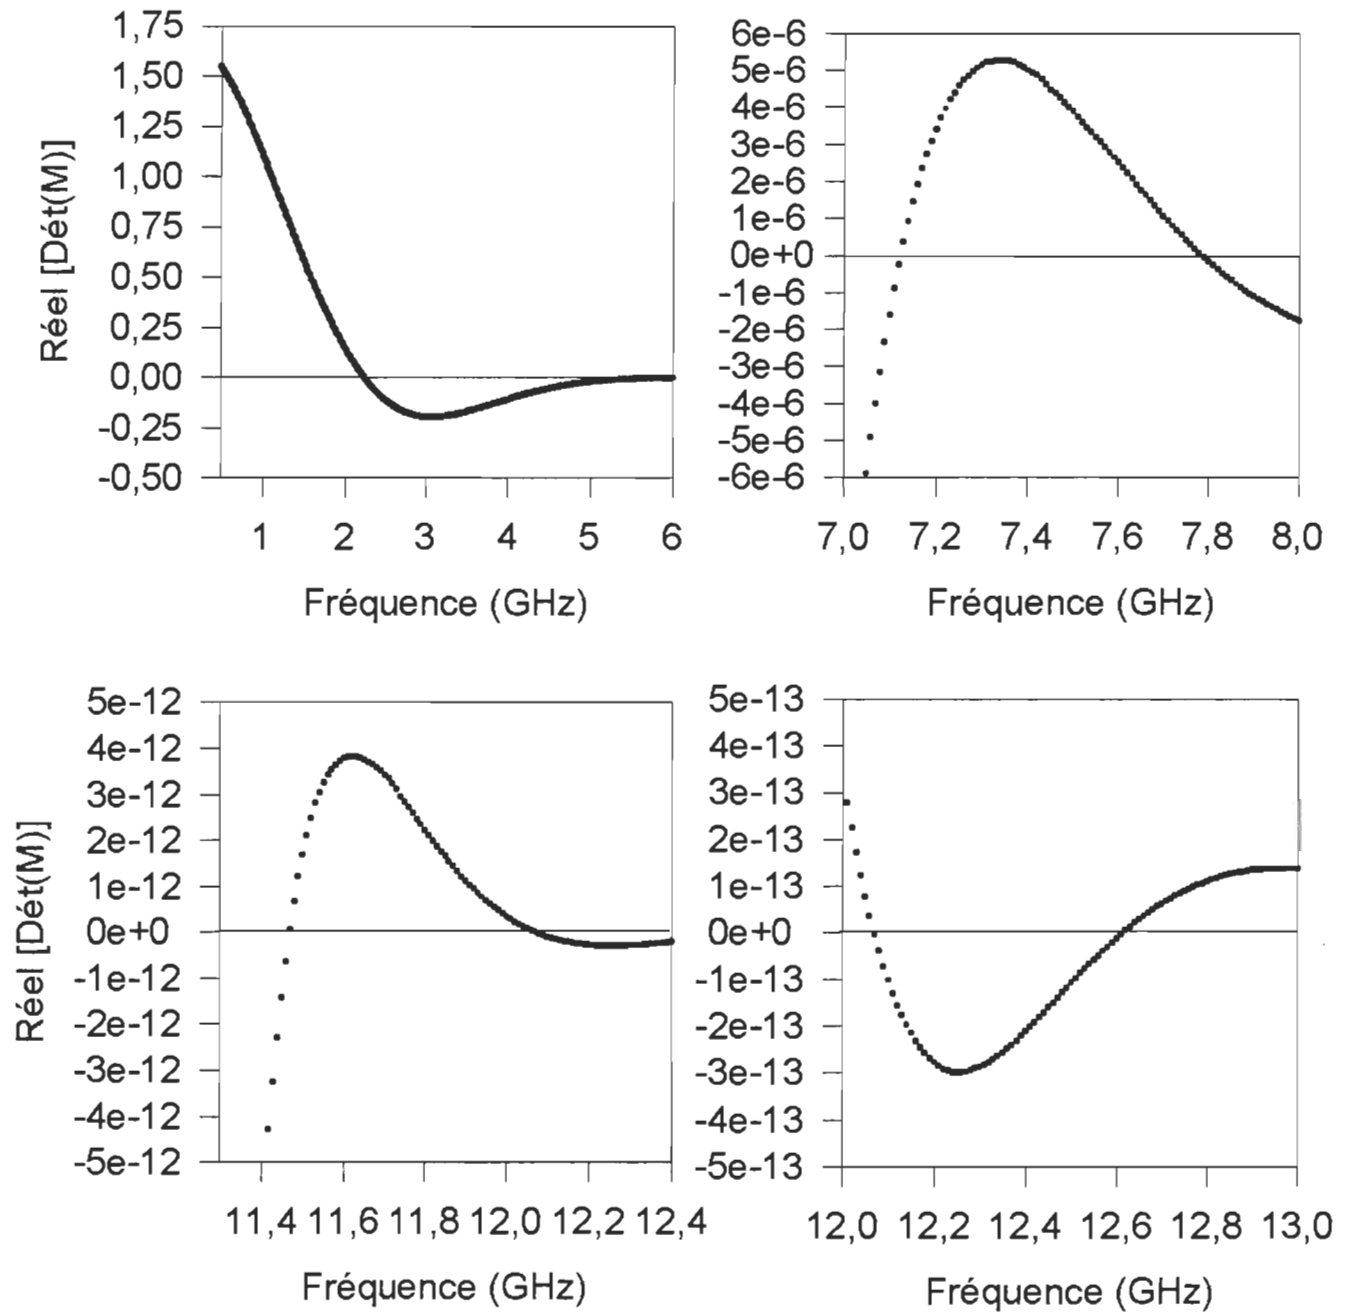 1,75
1,50
1,25
1,00
0,75
0,50
0,25
0,00
-0,25
-0,50
Réel [Dét(M)]
1 2 3 4 5 6
Fréquence (GHz)
6e-6
5e-6
4e-6
3e-6
2e-6
1e-6
0e+0
-1e-6
-2e-6
-3e-6
-4e-6
-5e-6
-6e-6
7,0 7,2 7,4 7,6 7,8 8,0
Fréquence (GHz)
5e-12
4e-12
3e-12
2e-12
1e-12
0e+0
-1e-12
-2e-12
-3e-12
-4e-12
-5e-12
Réel [Dét(M)]
11,4 11,6 11,8 12,0 12,2 12,4
Fréquence (GHz)
5e-13
4e-13
3e-13
2e-13
1e-13
0e+0
-1e-13
-2e-13
-3e-13
-4e-13
-5e-13
12,0 12,2 12,4 12,6 12,8 13,0
Fréquence (GHz)